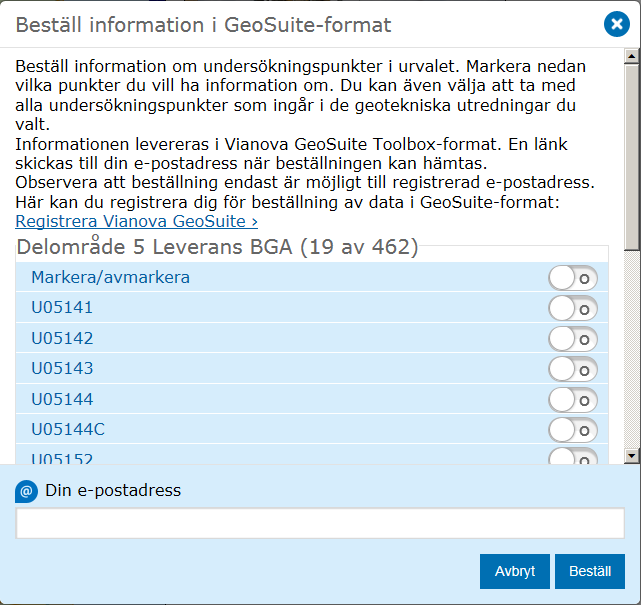 Beställ information i GeoSuite-format
Beställ information om undersökningspunkter i urvalet. Markera nedan
vilka punkter du vill ha information om. Du kan även välja att ta med
alla undersökningspunkter som ingår i de geotekniska utredningar du
valt.
Informationen levereras i Vianova GeoSuite Toolbox-format. En länk
skickas till din e-postadress när beställningen kan hämtas.
Observera att beställning endast är möjligt till registrerad e-postadress.
Här kan du registrera dig för beställning av data i GeoSuite-format:
Registrera Vianova GeoSuite ›
Delområde 5 Leverans BGA (19 av 462)
Markera/avmarkera
U05141
U05142
U05143
U05144
U05144C
U05152
@ Din e-postadress
Avbryt Beställ